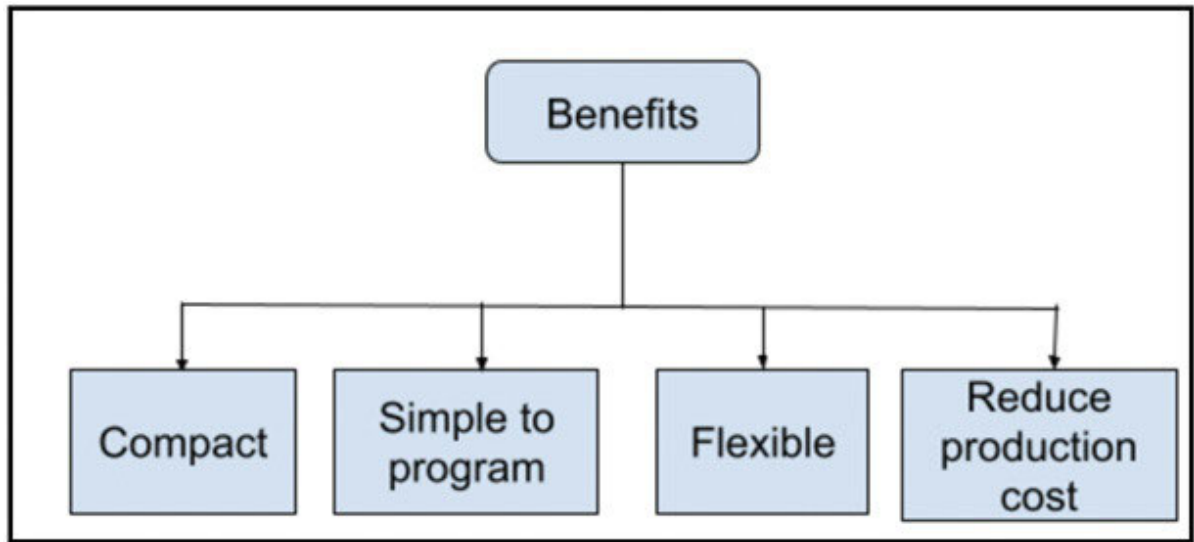 Benefits
Compact
Simple to
program
Flexible
Reduce
production
cost